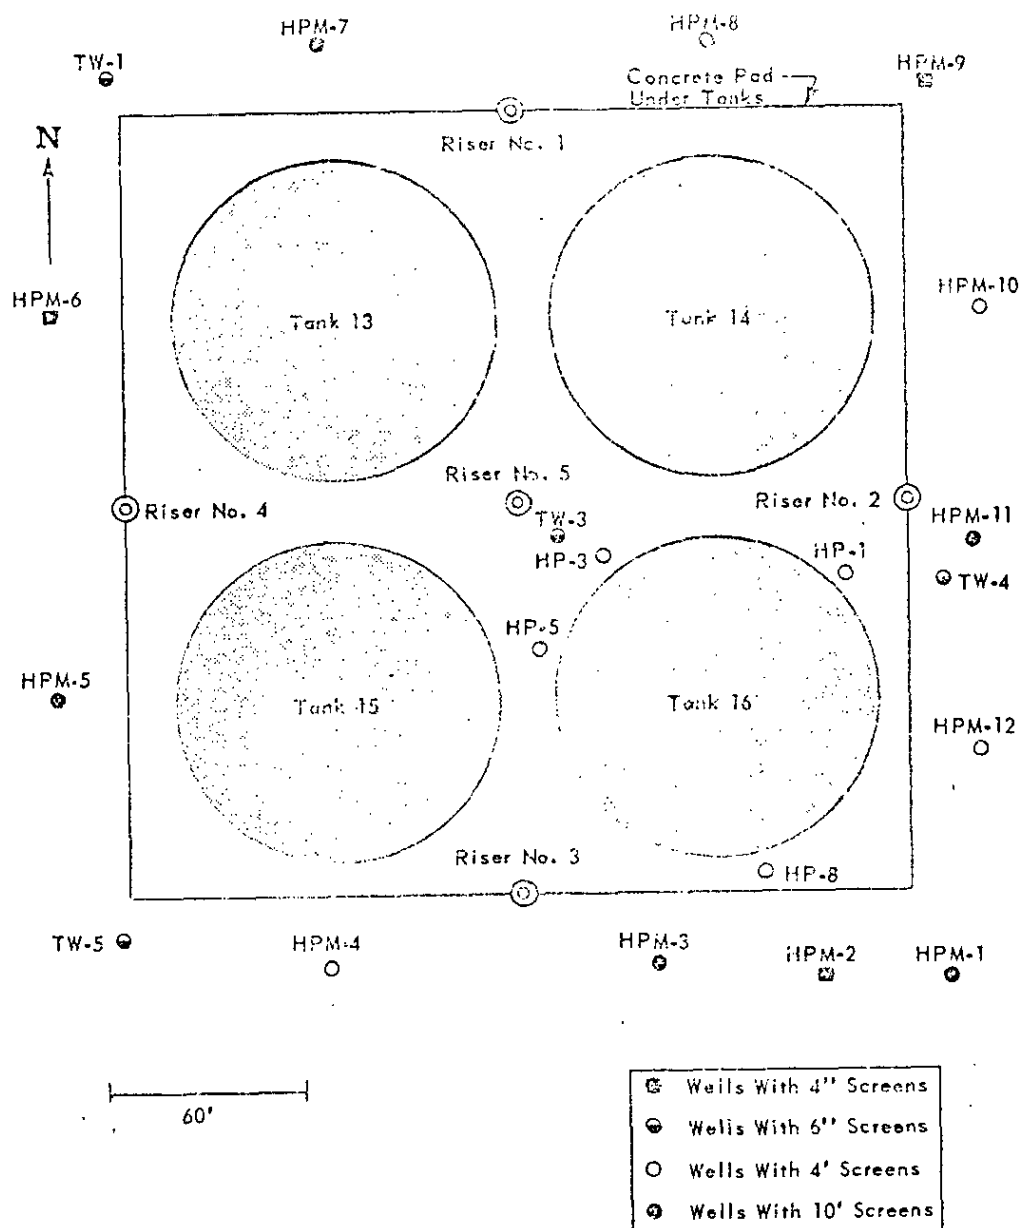 HPM-7
HPM-8
TW-1
HPM-9
Concrete Pad
Under Tanks
N
Riser No. 1
HPM-6
HPM-10
Tank 13
Tank 14
Riser No. 5
Riser No. 4
Riser No. 2
TW-3
HPM-11
HP-3
HP-1
TW-4
HP-5
HPM-5
Tank 15
Tank 16
HPM-12
Riser No. 3
HP-8
TW-5
HPM-4
HPM-3
HPM-2
HPM-1
60'
Wells With 4" Screens
Wells With 6" Screens
Wells With 4' Screens
Wells With 10' Screens